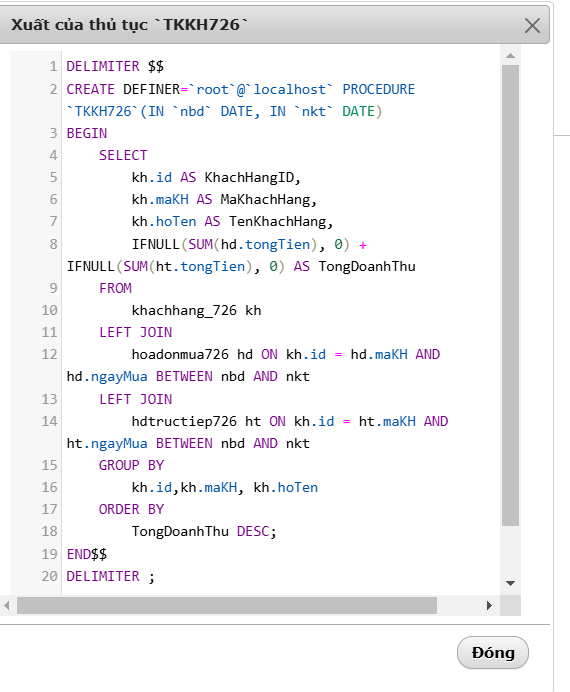 Xuất của thủ tục `TKKH726`
1 DELIMITER $$
2 CREATE DEFINER=`root`@`localhost` PROCEDURE
`TKKH726`(IN `nbd` DATE, IN `nkt` DATE)
3 BEGIN
4     SELECT
5         kh.id AS KhachHangID,
6         kh.maKH AS MaKhachHang,
7         kh.hoTen AS TenKhachHang,
8         IFNULL(SUM(hd.tongTien), 0) +
IFNULL(SUM(ht.tongTien), 0) AS TongDoanhThu
9     FROM
10         khachhang_726 kh
11     LEFT JOIN
12         hoadonmua726 hd ON kh.id = hd.maKH AND
hd.ngayMua BETWEEN nbd AND nkt
13     LEFT JOIN
14         hdtructiep726 ht ON kh.id = ht.maKH AND
ht.ngayMua BETWEEN nbd AND nkt
15     GROUP BY
16         kh.id,kh.maKH, kh.hoTen
17     ORDER BY
18         TongDoanhThu DESC;
19 END$$
20 DELIMITER ;
Đóng